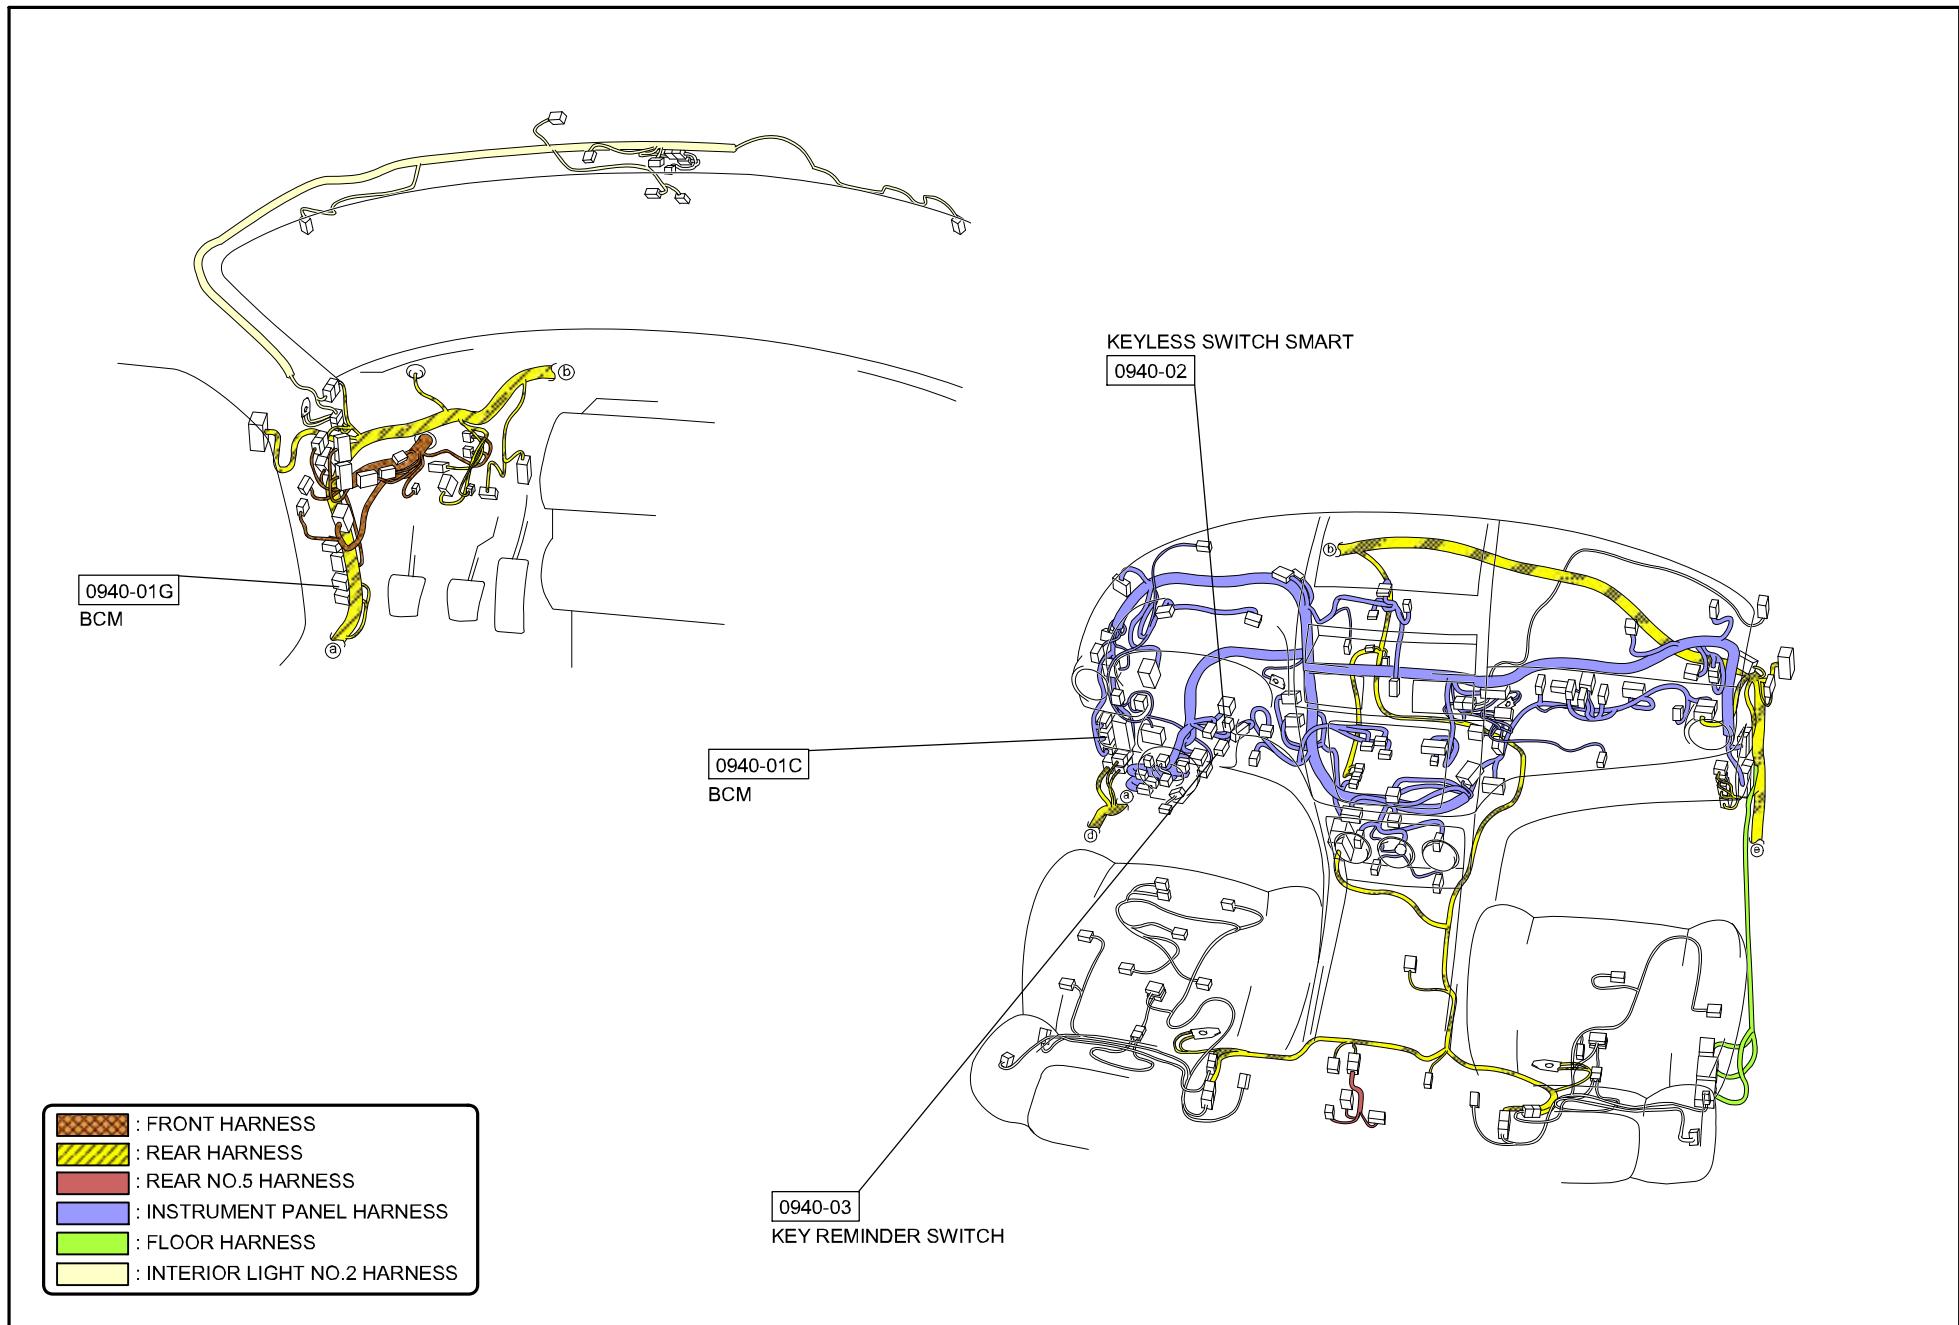 KEYLESS SWITCH SMART
0940-02
b
b
0940-01G
BCM
a
0940-01C
BCM
a
d
e
0940-03
KEY REMINDER SWITCH
: FRONT HARNESS
: REAR HARNESS
: REAR NO.5 HARNESS
: INSTRUMENT PANEL HARNESS
: FLOOR HARNESS
: INTERIOR LIGHT NO.2 HARNESS